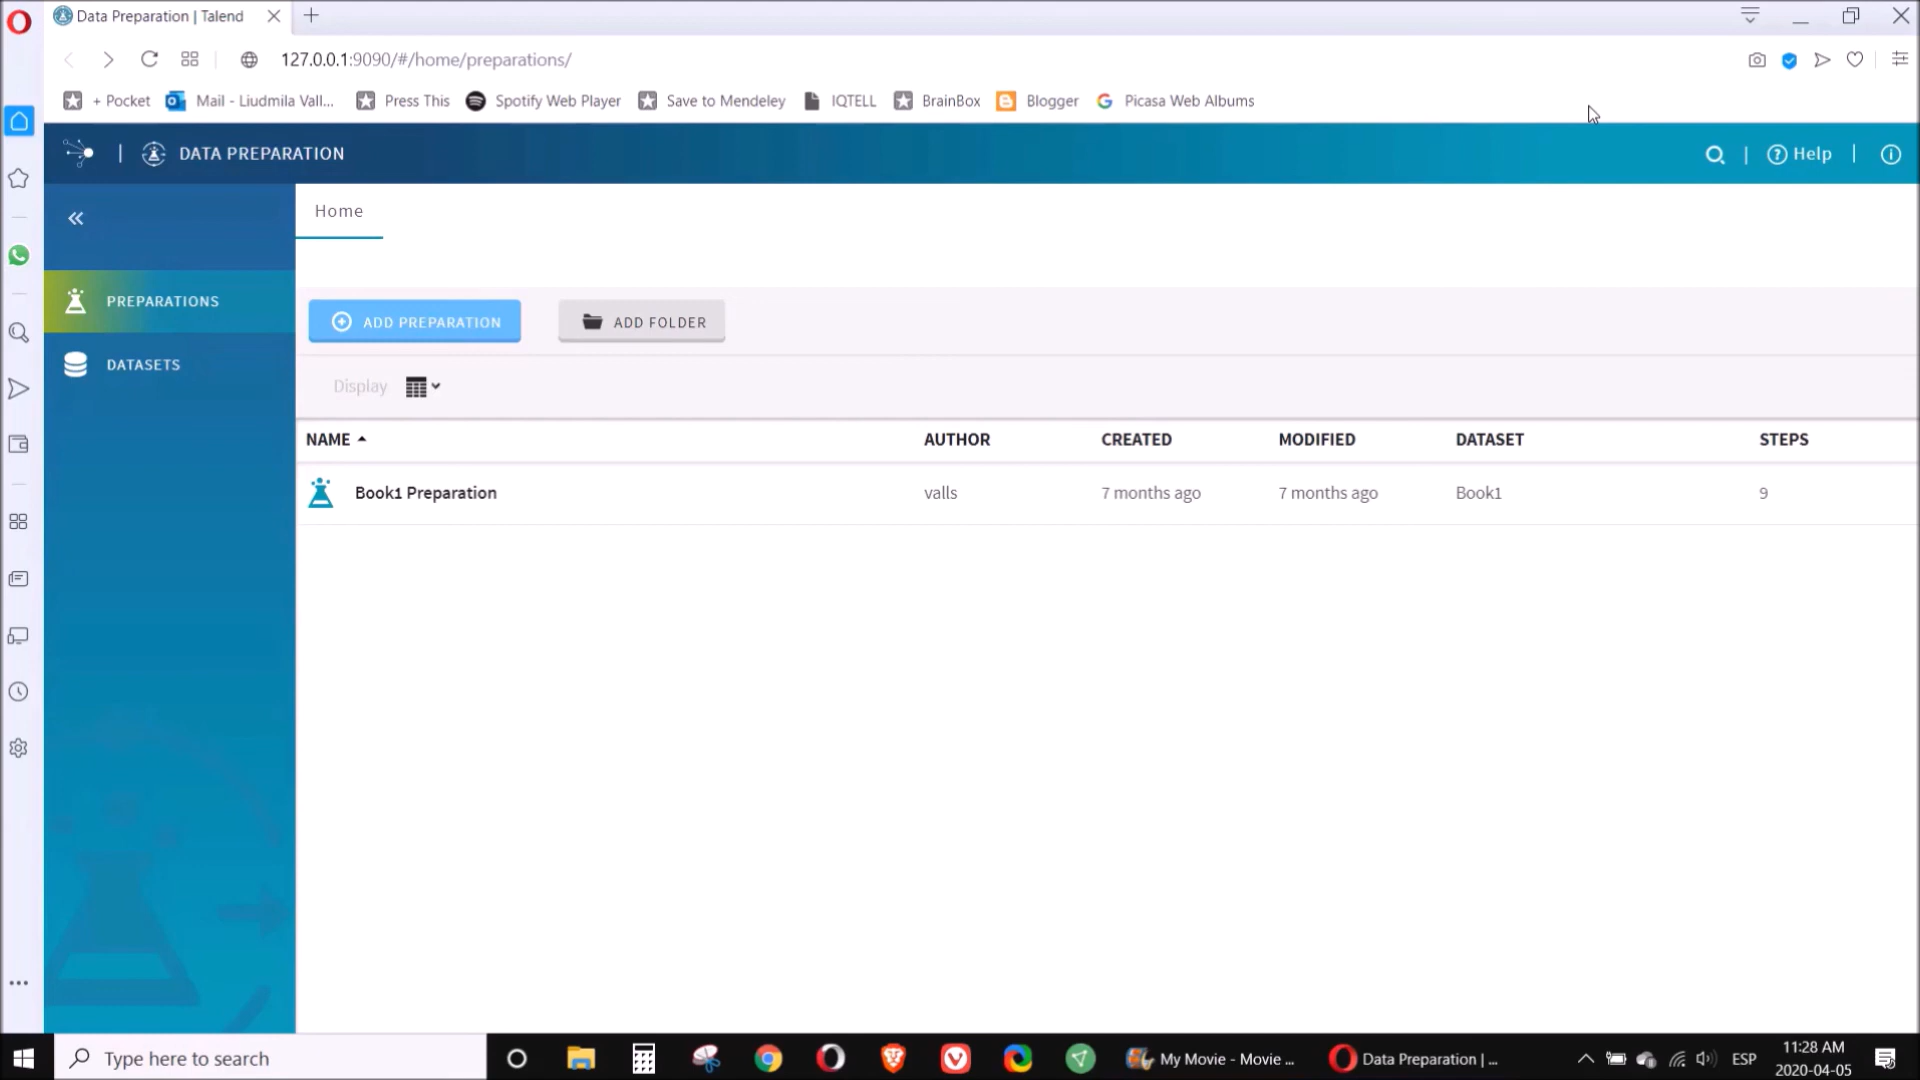 Data Preparation | Talend
127.0.0.1:9090/#/home/preparations/
+ Pocket Mail - Liudmila Vall... Press This Spotify Web Player Save to Mendeley IQTELL BrainBox Blogger Picasa Web Albums
| DATA PREPARATION | Help |
Home
PREPARATIONS
ADD PREPARATION ADD FOLDER
DATASETS
Display
NAME AUTHOR CREATED MODIFIED DATASET STEPS
Book1 Preparation valls 7 months ago 7 months ago Book1 9
Type here to search My Movie - Movie ... Data Preparation | ... ESP 11:28 AM
2020-04-05